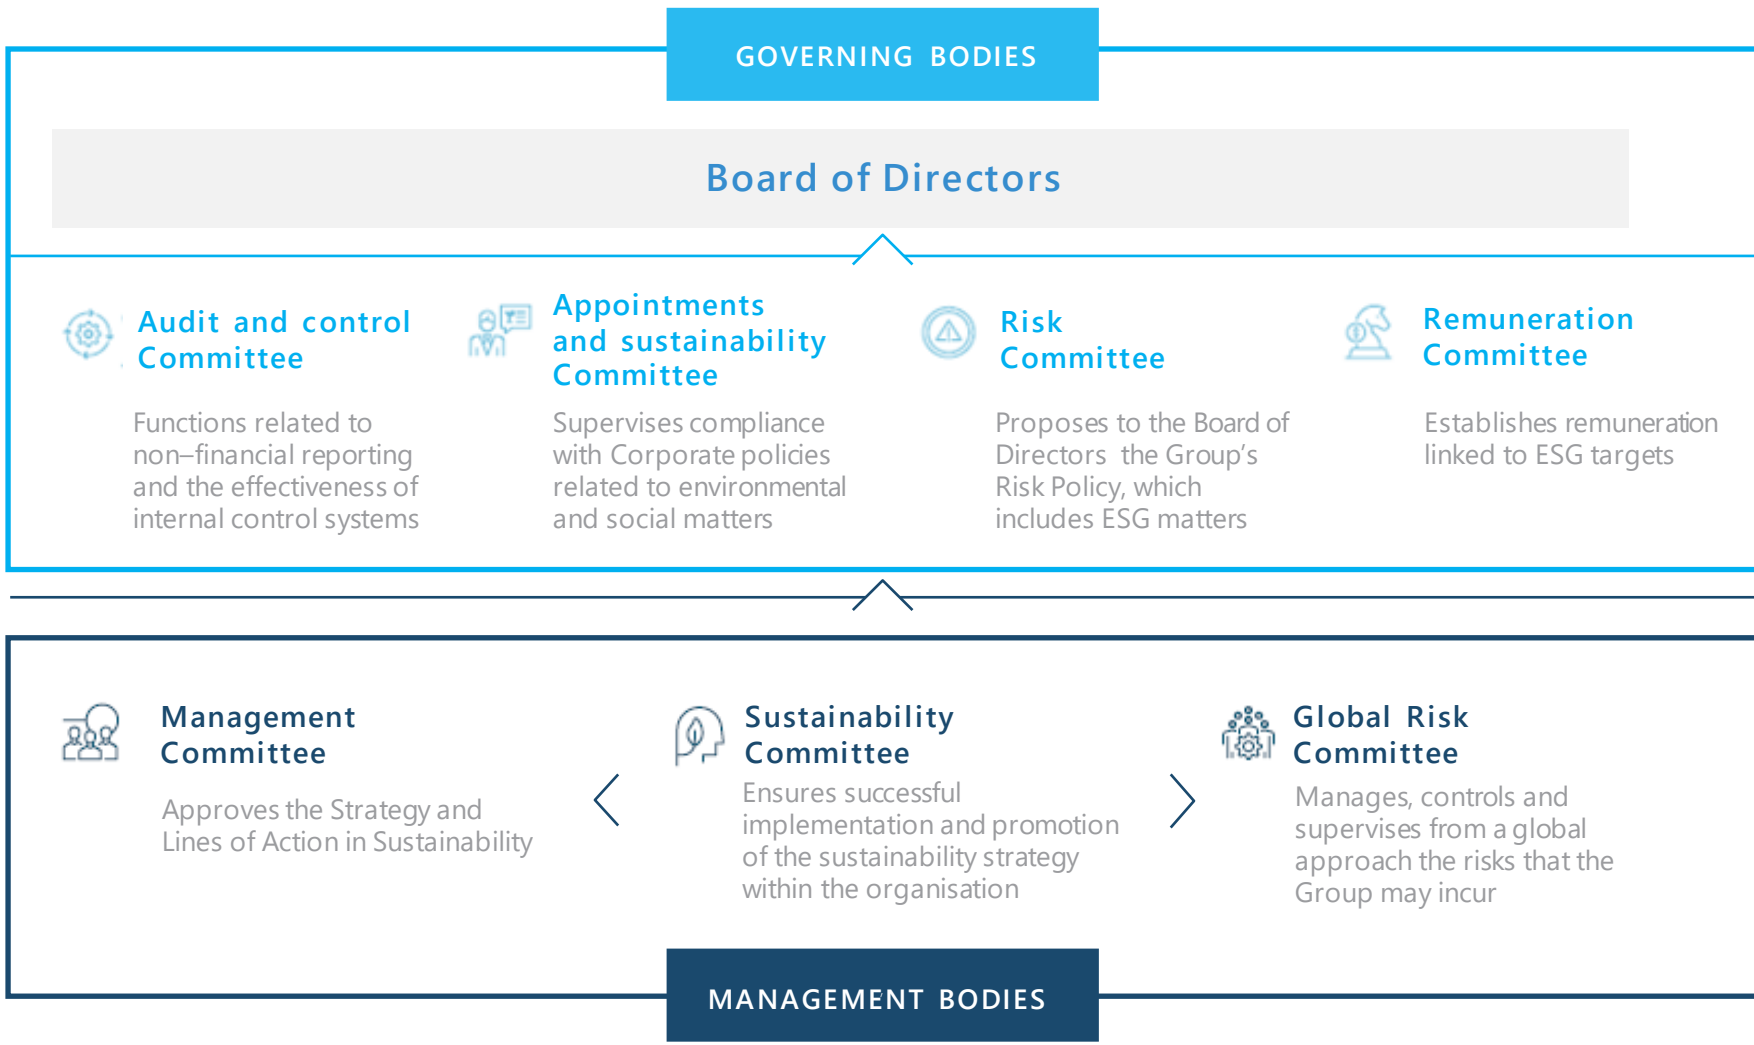 GOVERNING BODIES
Board of Directors
Audit and control
Committee
Functions related to
non–financial reporting
and the effectiveness of
internal control systems
Appointments
and sustainability
Committee
Supervises compliance
with Corporate policies
related to environmental
and social matters
Risk
Committee
Proposes to the Board of
Directors the Group's
Risk Policy, which
includes ESG matters
Remuneration
Committee
Establishes remuneration
linked to ESG targets
Management
Committee
Approves the Strategy and
Lines of Action in Sustainability
Sustainability
Committee
Ensures successful
implementation and promotion
of the sustainability strategy
within the organisation
Global Risk
Committee
Manages, controls and
supervises from a global
approach the risks that the
Group may incur
MANAGEMENT BODIES